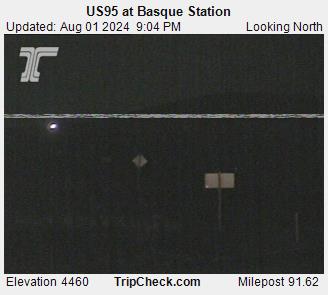 US95 at Basque Station
Updated: Aug 01 2024 9:04 PM Looking North
Elevation 4460 TripCheck.com Milepost 91.62